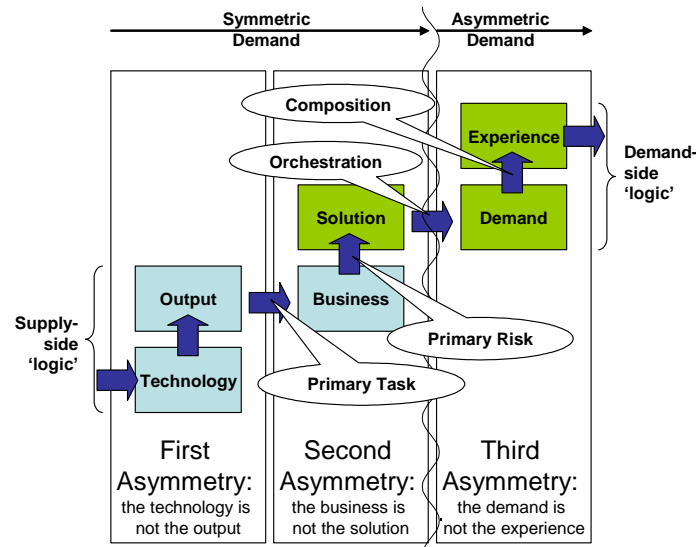 Symmetric
Demand
Asymmetric
Demand
Composition
Experience
Orchestration
Demand-
side
‘logic’
Solution
Demand
Output
Business
Supply-
side
‘logic’
Primary Risk
Technology
Primary Task
First
Asymmetry:
the technology is
not the output
Second
Asymmetry:
the business is
not the solution
Third
Asymmetry:
the demand is
not the experience